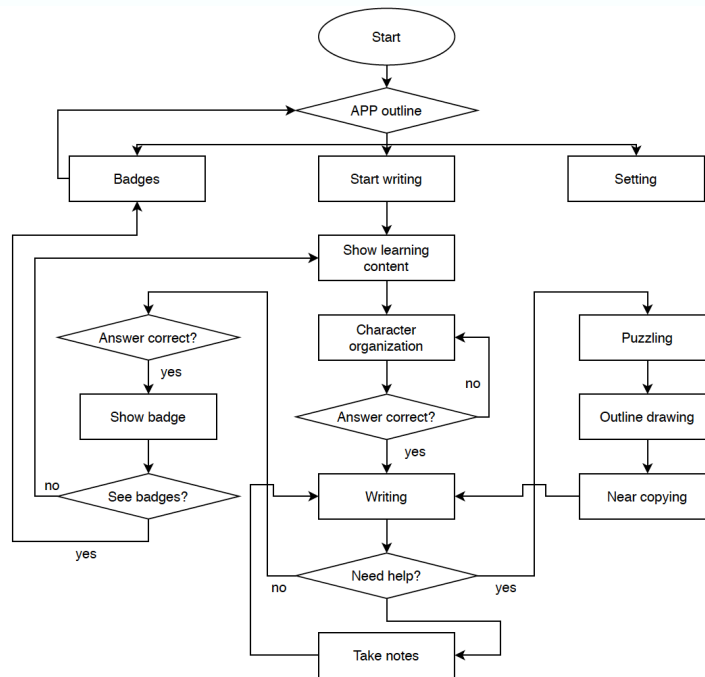 Start
APP outline
Badges
Start writing
Setting
Show learning
content
Answer correct?
Character
organization
Puzzling
yes
no
Show badge
Answer correct?
Outline drawing
yes
no
See badges?
Writing
Near copying
yes
Need help?
no
yes
Take notes